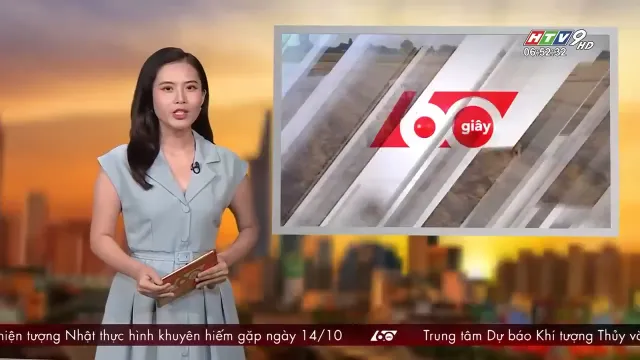 HTV9 HD
06:52:32
60 giây
hiện tượng Nhật thực hình khuyên hiếm gặp ngày 14/10 60 Trung tâm Dự báo Khí tượng Thủy vă